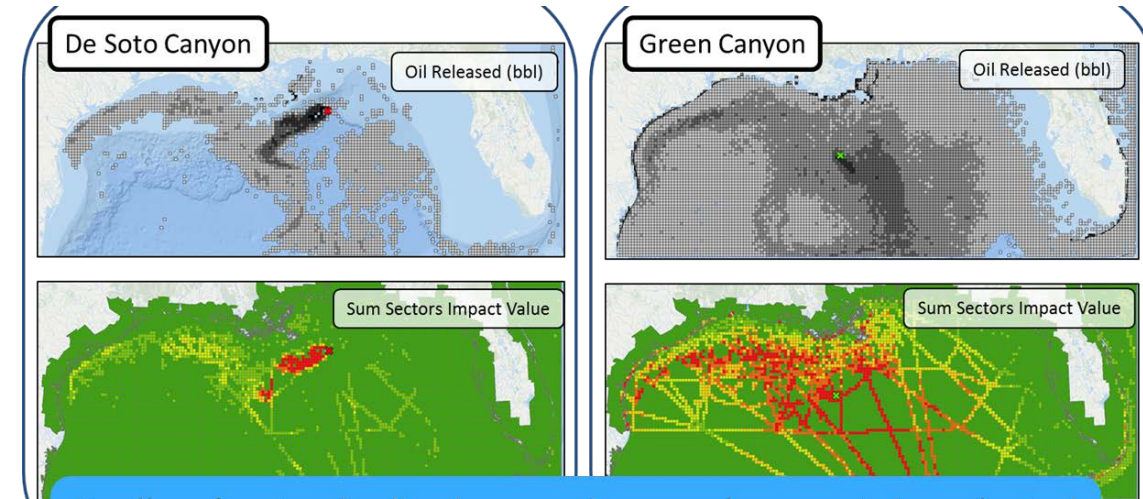 De Soto Canyon
Oil Released (bbl)
Sum Sectors Impact Value
Green Canyon
Oil Released (bbl)
Sum Sectors Impact Value